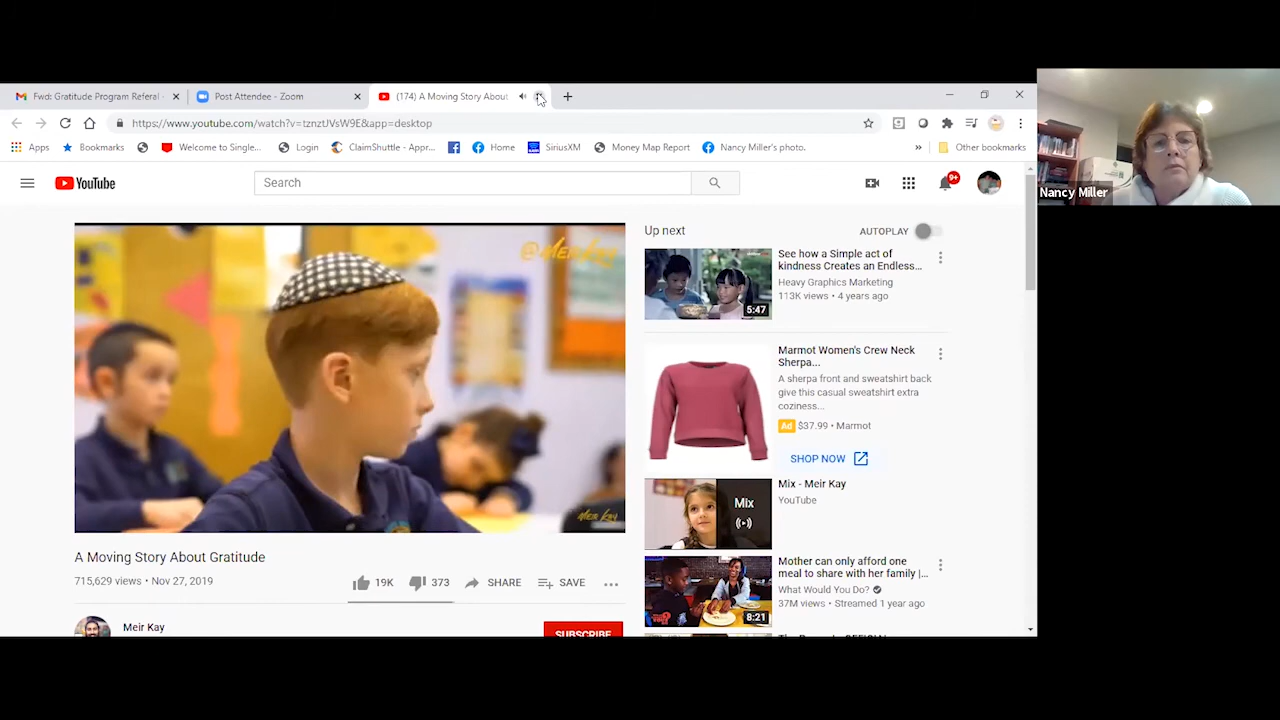 Fwd: Gratitude Program Referal -
Post Attendee - Zoom
(174) A Moving Story About
https://www.youtube.com/watch?v=tznztJVsW9E&app=desktop
Apps
Bookmarks
Welcome to Single...
Login
ClaimShuttle - Appr...
Home
SiriusXM
Money Map Report
Nancy Miller's photo.
»
Other bookmarks
Nancy Miller
YouTube
Search
9+
@MEIR KAY
MEIR KAY
A Moving Story About Gratitude
715,629 views • Nov 27, 2019
19K
373
SHARE
SAVE
Meir Kay
SUBSCRIBE
Up next
AUTOPLAY
See how a Simple act of
kindness Creates an Endless...
Heavy Graphics Marketing
113K views • 4 years ago
5:47
Marmot Women's Crew Neck
Sherpa...
A sherpa front and sweatshirt back
give this casual sweatshirt extra
coziness...
Ad $37.99 • Marmot
SHOP NOW
Mix
Mix - Meir Kay
YouTube
Mother can only afford one
meal to share with her family |...
What Would You Do?
37M views • Streamed 1 year ago
8:21